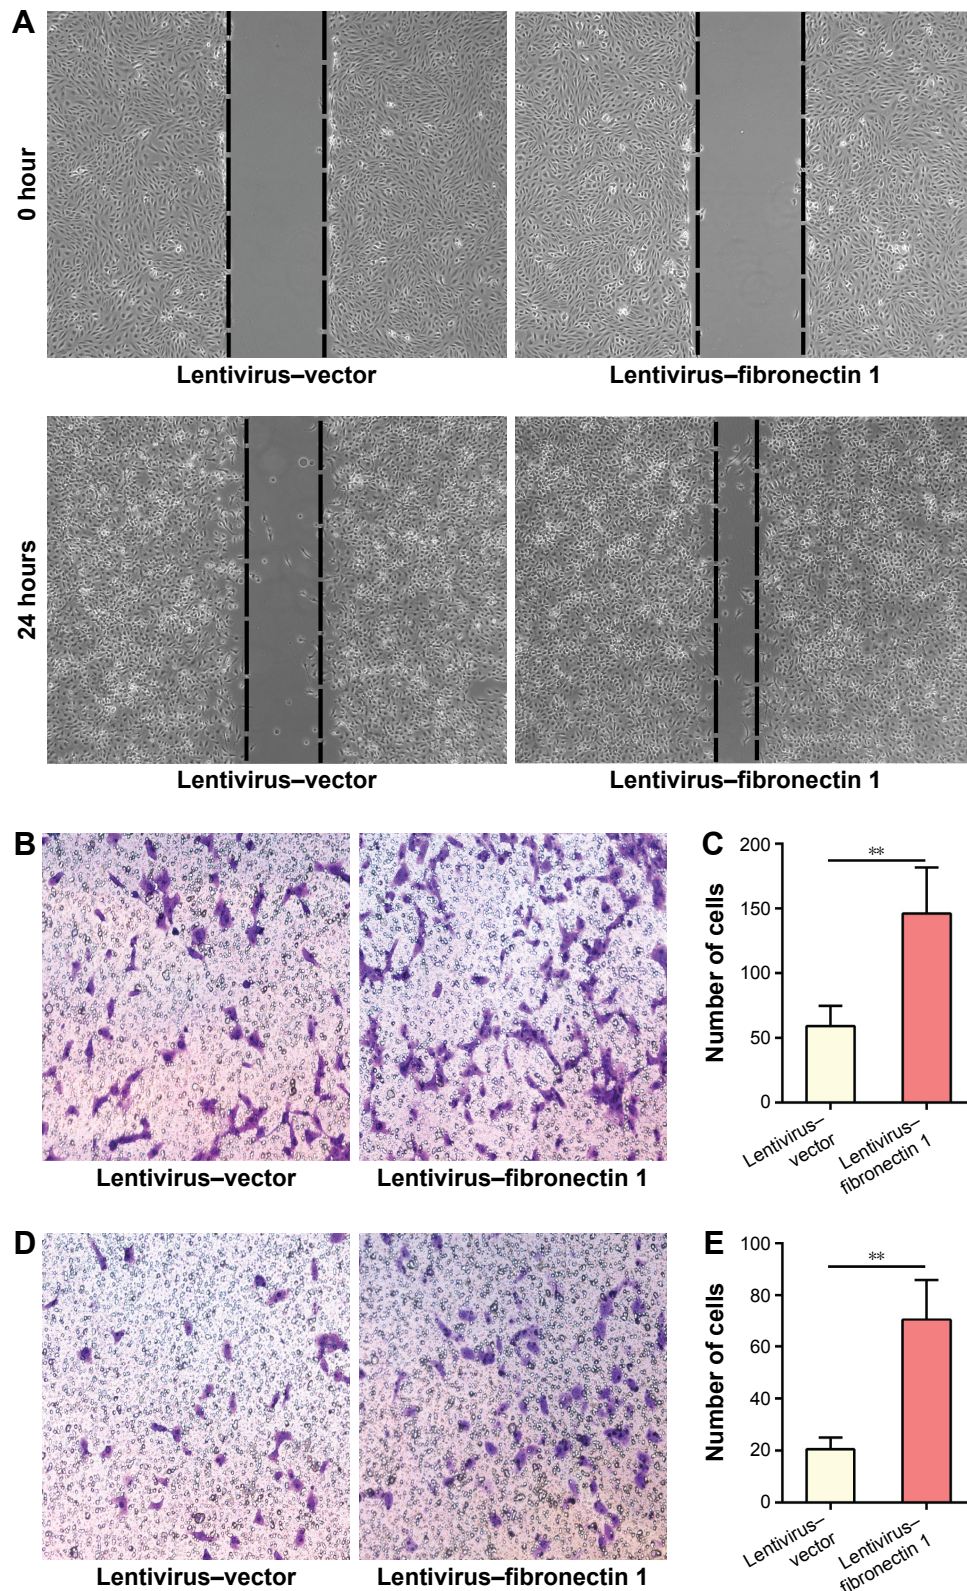 A
0 hour
Lentivirus–vector
Lentivirus–fibronectin 1
24 hours
Lentivirus–vector
Lentivirus–fibronectin 1
B
Lentivirus–vector
Lentivirus–fibronectin 1
C
Number of cells
200
150
100
50
0
**
Lentivirus–
vector
Lentivirus–
fibronectin 1
D
Lentivirus–vector
Lentivirus–fibronectin 1
E
Number of cells
100
80
60
40
20
0
**
Lentivirus–
vector
Lentivirus–
fibronectin 1